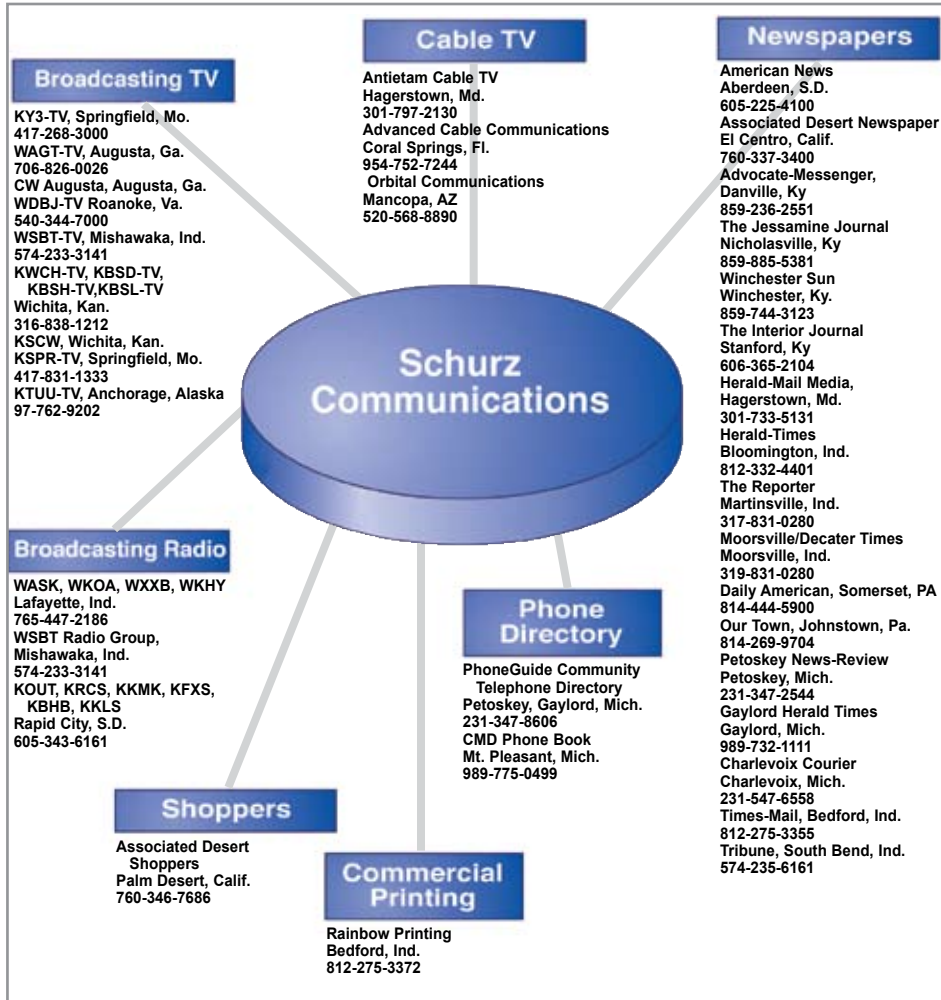 Broadcasting TV
KY3-TV, Springfield, Mo.
417-268-3000
WAGT-TV, Augusta, Ga.
706-826-0026
CW Augusta, Augusta, Ga.
WDBJ-TV Roanoke, Va.
540-344-7000
WSBT-TV, Mishawaka, Ind.
574-233-3141
KWCH-TV, KBSD-TV,
KBSH-TV,KBSL-TV
Wichita, Kan.
316-838-1212
KSCW, Wichita, Kan.
KSPR-TV, Springfield, Mo.
417-831-1333
KTUU-TV, Anchorage, Alaska
97-762-9202
Cable TV
Antietam Cable TV
Hagerstown, Md.
301-797-2130
Advanced Cable Communications
Coral Springs, Fl.
954-752-7244
Orbital Communications
Mancopa, AZ
520-568-8890
Newspapers
American News
Aberdeen, S.D.
605-225-4100
Associated Desert Newspaper
El Centro, Calif.
760-337-3400
Advocate-Messenger,
Danville, Ky
859-236-2551
The Jessamine Journal
Nicholasville, Ky
859-885-5381
Winchester Sun
Winchester, Ky.
859-744-3123
The Interior Journal
Stanford, Ky
606-365-2104
Herald-Mail Media,
Hagerstown, Md.
301-733-5131
Herald-Times
Bloomington, Ind.
812-332-4401
The Reporter
Martinsville, Ind.
317-831-0280
Moorsville/Decater Times
Moorsville, Ind.
319-831-0280
Daily American, Somerset, PA
814-444-5900
Our Town, Johnstown, Pa.
814-269-9704
Petoskey News-Review
Petoskey, Mich.
231-347-2544
Gaylord Herald Times
Gaylord, Mich.
989-732-1111
Charlevoix Courier
Charlevoix, Mich.
231-547-6558
Times-Mail, Bedford, Ind.
812-275-3355
Tribune, South Bend, Ind.
574-235-6161
Schurz
Communications
Broadcasting Radio
WASK, WKOA, WXXB, WKHY
Lafayette, Ind.
765-447-2186
WSBT Radio Group,
Mishawaka, Ind.
574-233-3141
KOUT, KRCS, KKMK, KFXS,
KBHB, KKLS
Rapid City, S.D.
605-343-6161
Phone
Directory
PhoneGuide Community
Telephone Directory
Petoskey, Gaylord, Mich.
231-347-8606
CMD Phone Book
Mt. Pleasant, Mich.
989-775-0499
Shoppers
Associated Desert
Shoppers
Palm Desert, Calif.
760-346-7686
Commercial
Printing
Rainbow Printing
Bedford, Ind.
812-275-3372